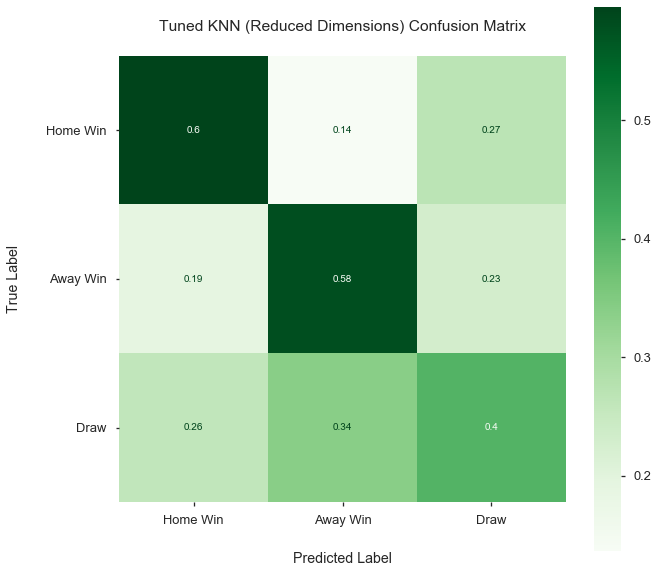 Tuned KNN (Reduced Dimensions) Confusion Matrix
Home Win 0.6 0.14 0.27
Away Win 0.19 0.58 0.23
Draw 0.26 0.34 0.4
Home Win Away Win Draw
Predicted Label
True Label
0.5
0.4
0.3
0.2